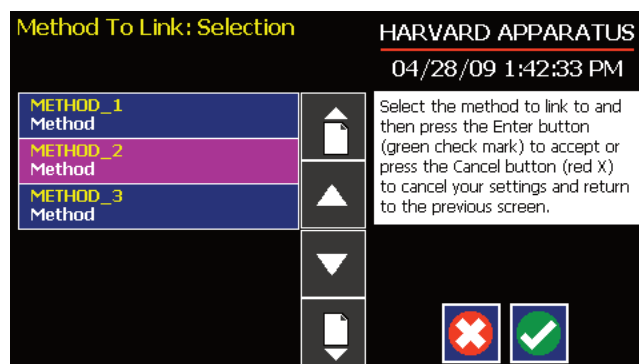 Method To Link: Selection
HARVARD APPARATUS
04/28/09 1:42:33 PM
METHOD_1
Method
METHOD_2
Method
METHOD_3
Method
Select the method to link to and
then press the Enter button
(green check mark) to accept or
press the Cancel button (red X)
to cancel your settings and return
to the previous screen.